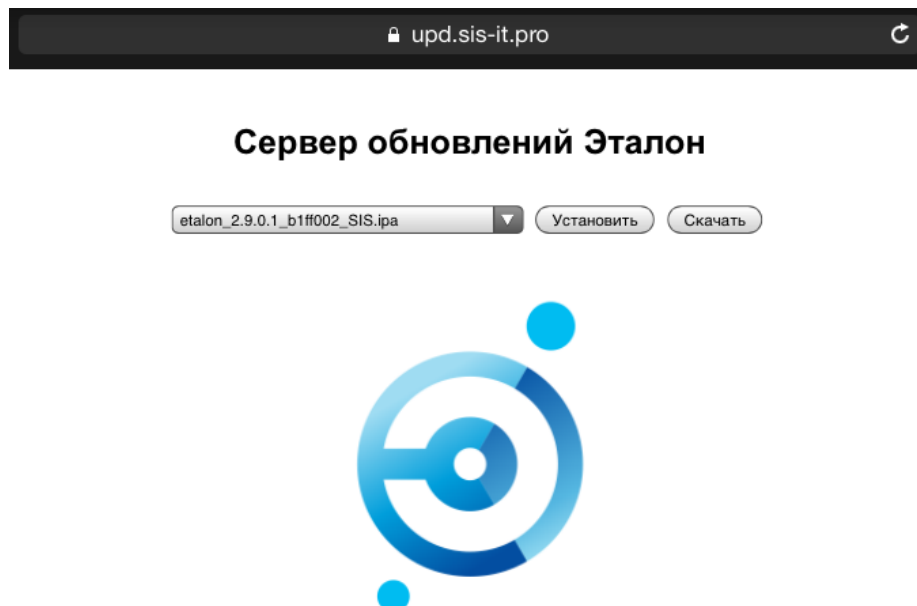 upd.sis-it.pro
Сервер обновлений Эталон
etalon_2.9.0.1_b1ff002_SIS.ipa Установить Скачать